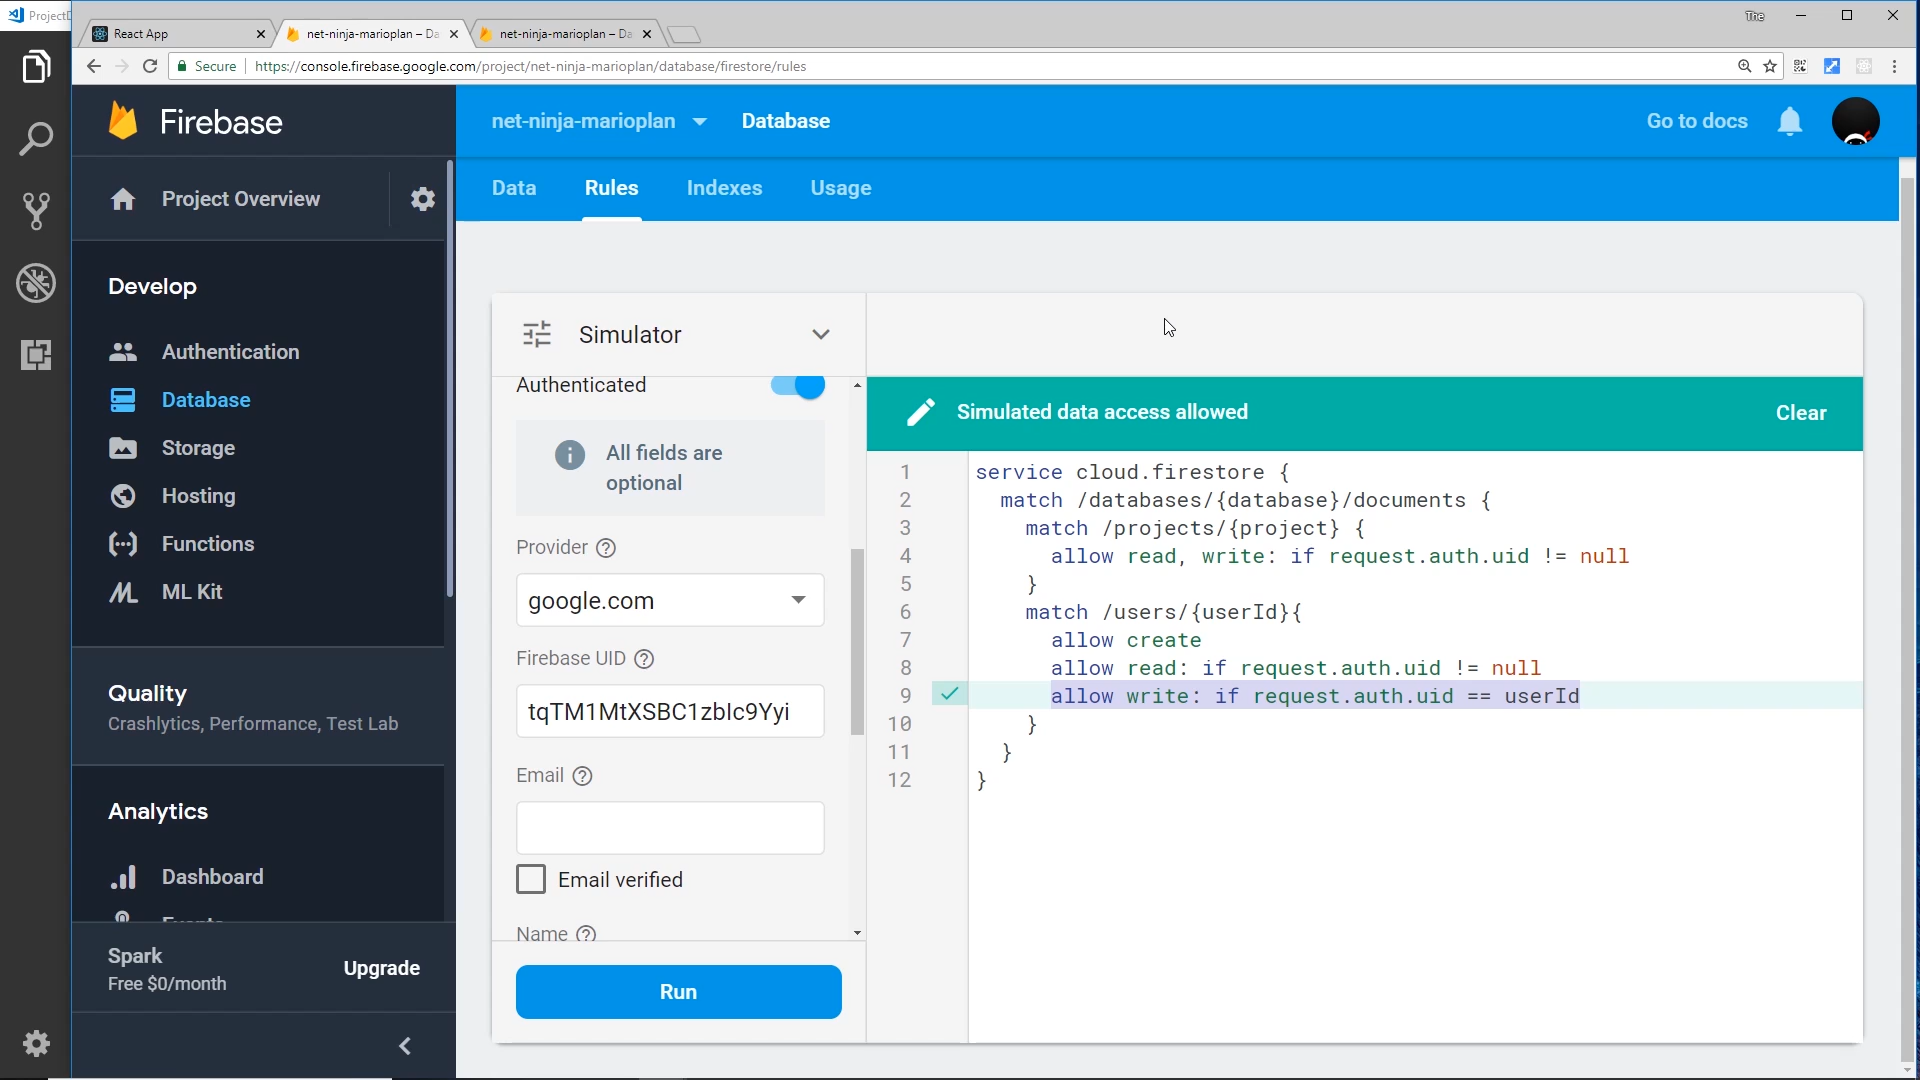 ProjectD
React App
net-ninja-marioplan – Da
net-ninja-marioplan – Da
The
Secure
https://console.firebase.google.com/project/net-ninja-marioplan/database/firestore/rules
Firebase
net-ninja-marioplan
Database
Go to docs
Project Overview
Data
Rules
Indexes
Usage
Develop
Authentication
Database
Storage
Hosting
Functions
ML Kit
Quality
Crashlytics, Performance, Test Lab
Analytics
Dashboard
Events
Spark
Free $0/month
Upgrade
Simulator
Authenticated
All fields are
optional
Provider
google.com
Firebase UID
tqTM1MtXSBC1zbIc9Yyi
Email
Email verified
Name
Run
Simulated data access allowed
Clear
1 service cloud.firestore {
2 match /databases/{database}/documents {
3 match /projects/{project} {
4 allow read, write: if request.auth.uid != null
5 }
6 match /users/{userId}{
7 allow create
8 allow read: if request.auth.uid != null
9 allow write: if request.auth.uid == userId
10 }
11 }
12 }